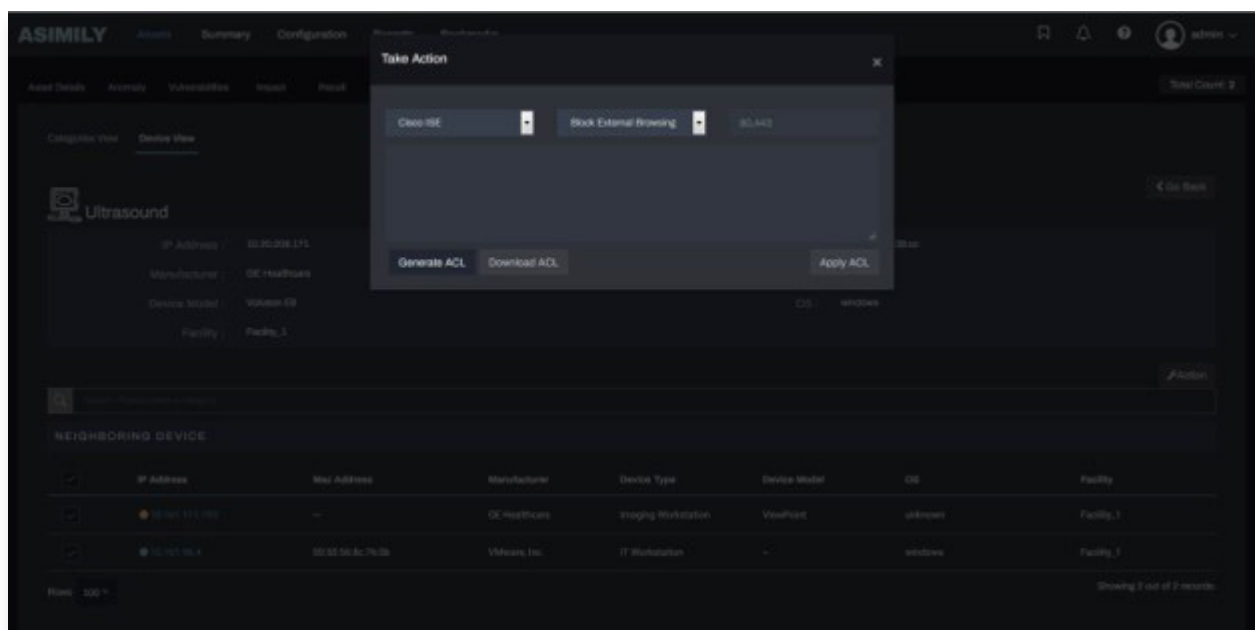 ASIMILY Assets Summary Configuration Reports admin
Take Action
Asset Details Anomaly Vulnerabilities Impact Recall Total Count: 2
Cisco ISE Block External Browsing 80,443
Categories View Device View
Go Back
Ultrasound
IP Address :
Generate ACL Download ACL Apply ACL
Manufacturer : GE Healthcare
Device Model : Voluson E8 OS : windows
Facility : Facility_1
Action
NEIGHBORING DEVICE
IP Address Mac Address Manufacturer Device Type Device Model OS Facility
— GE Healthcare Imaging Workstation ViewPoint unknown Facility_1
VMware, Inc. IT Workstation — windows Facility_1
Rows 100 Showing 2 out of 2 records